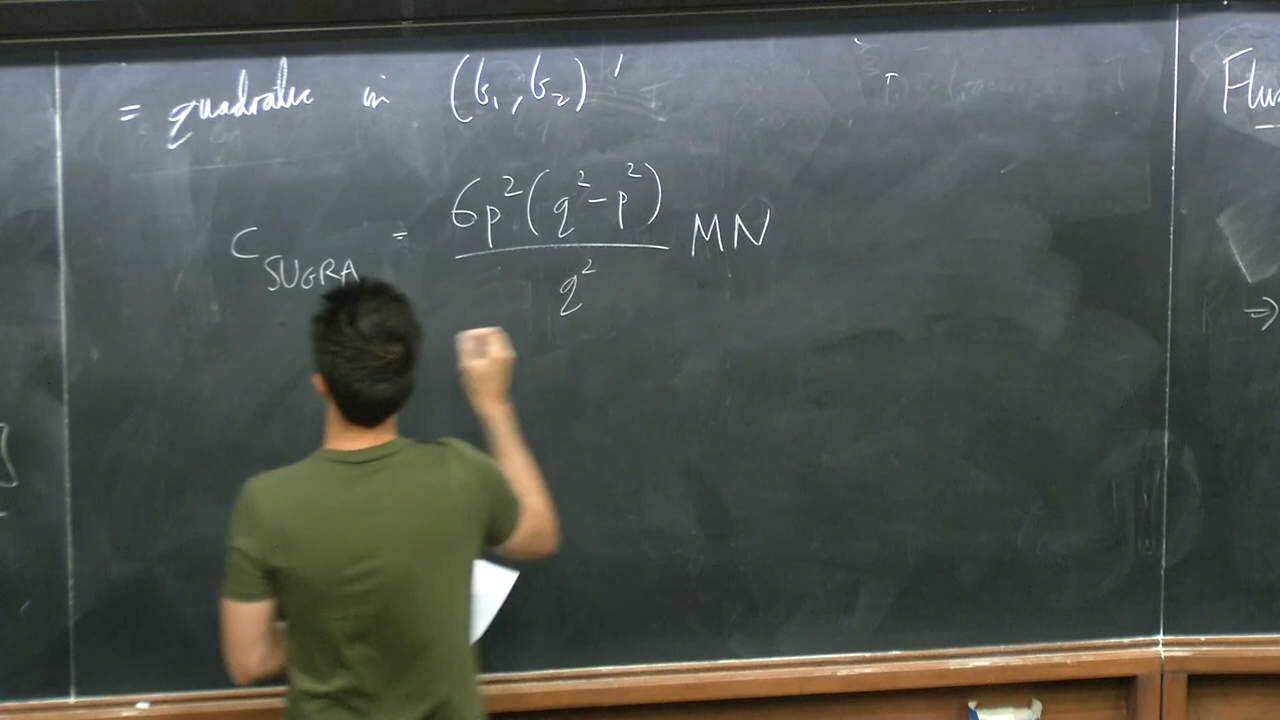 = quadratic in (b₁, b₂)'
C_SUGRA = 6p²(q²-p²) / q² MN
→